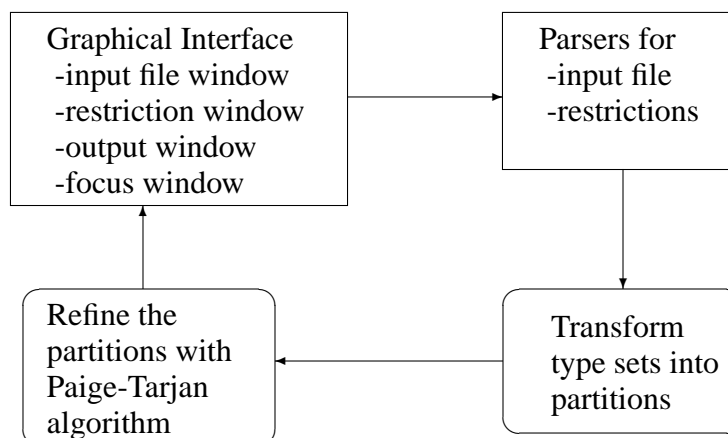 Graphical Interface
-input file window
-restriction window
-output window
-focus window
Parsers for
-input file
-restrictions
Refine the
partitions with
Paige-Tarjan
algorithm
Transform
type sets into
partitions